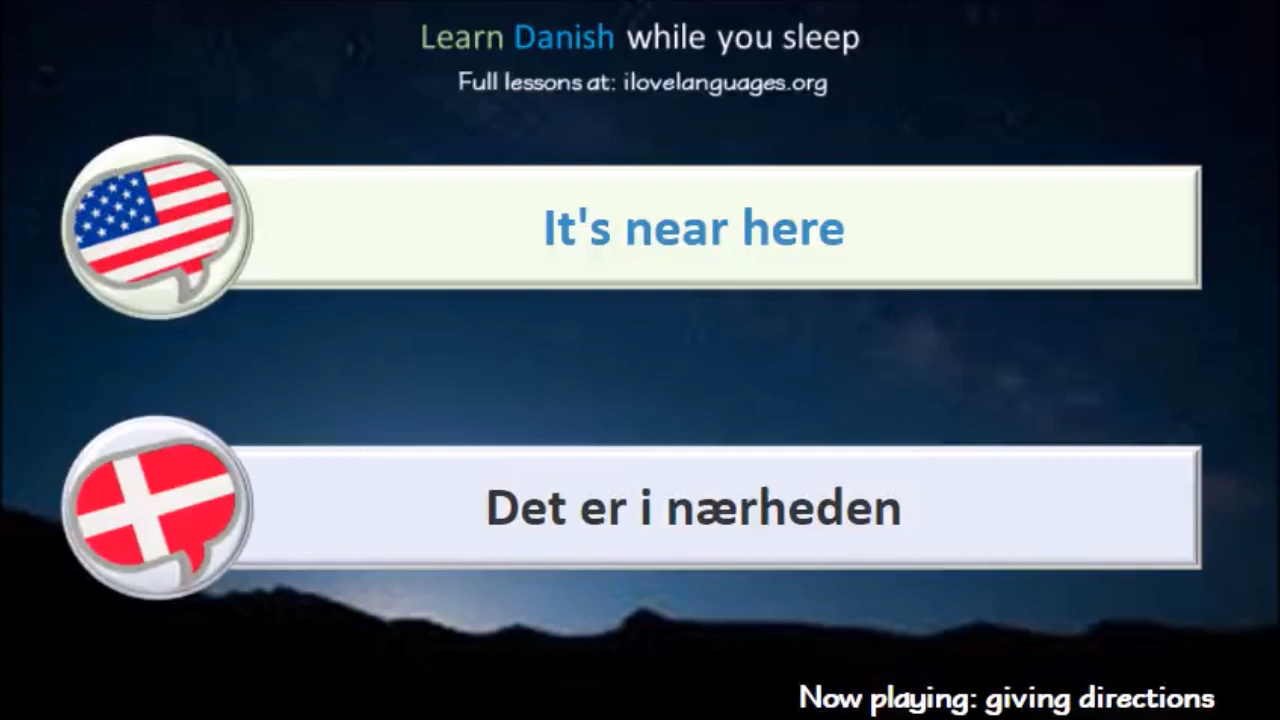 Learn Danish while you sleep
Full lessons at: ilovelanguages.org
It's near here
Det er i nærheden
Now playing: giving directions